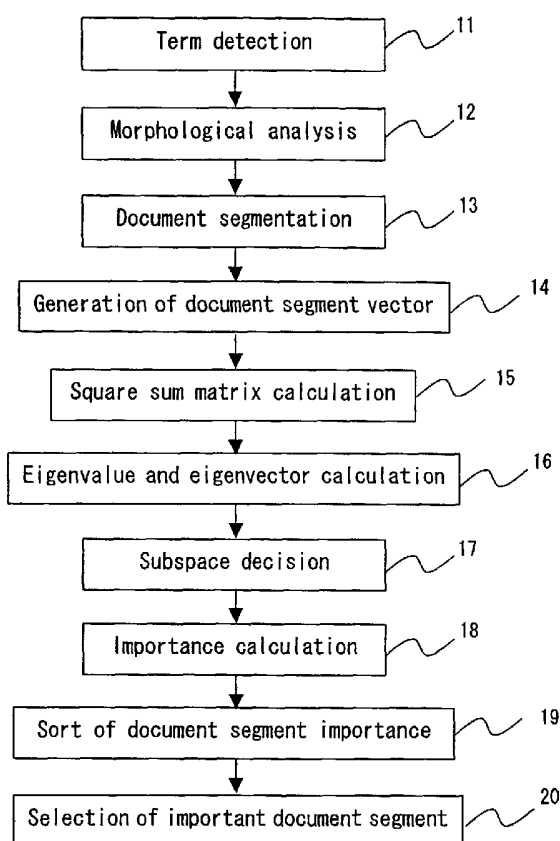 Term detection 11
Morphological analysis 12
Document segmentation 13
Generation of document segment vector 14
Square sum matrix calculation 15
Eigenvalue and eigenvector calculation 16
Subspace decision 17
Importance calculation 18
Sort of document segment importance 19
Selection of important document segment 20